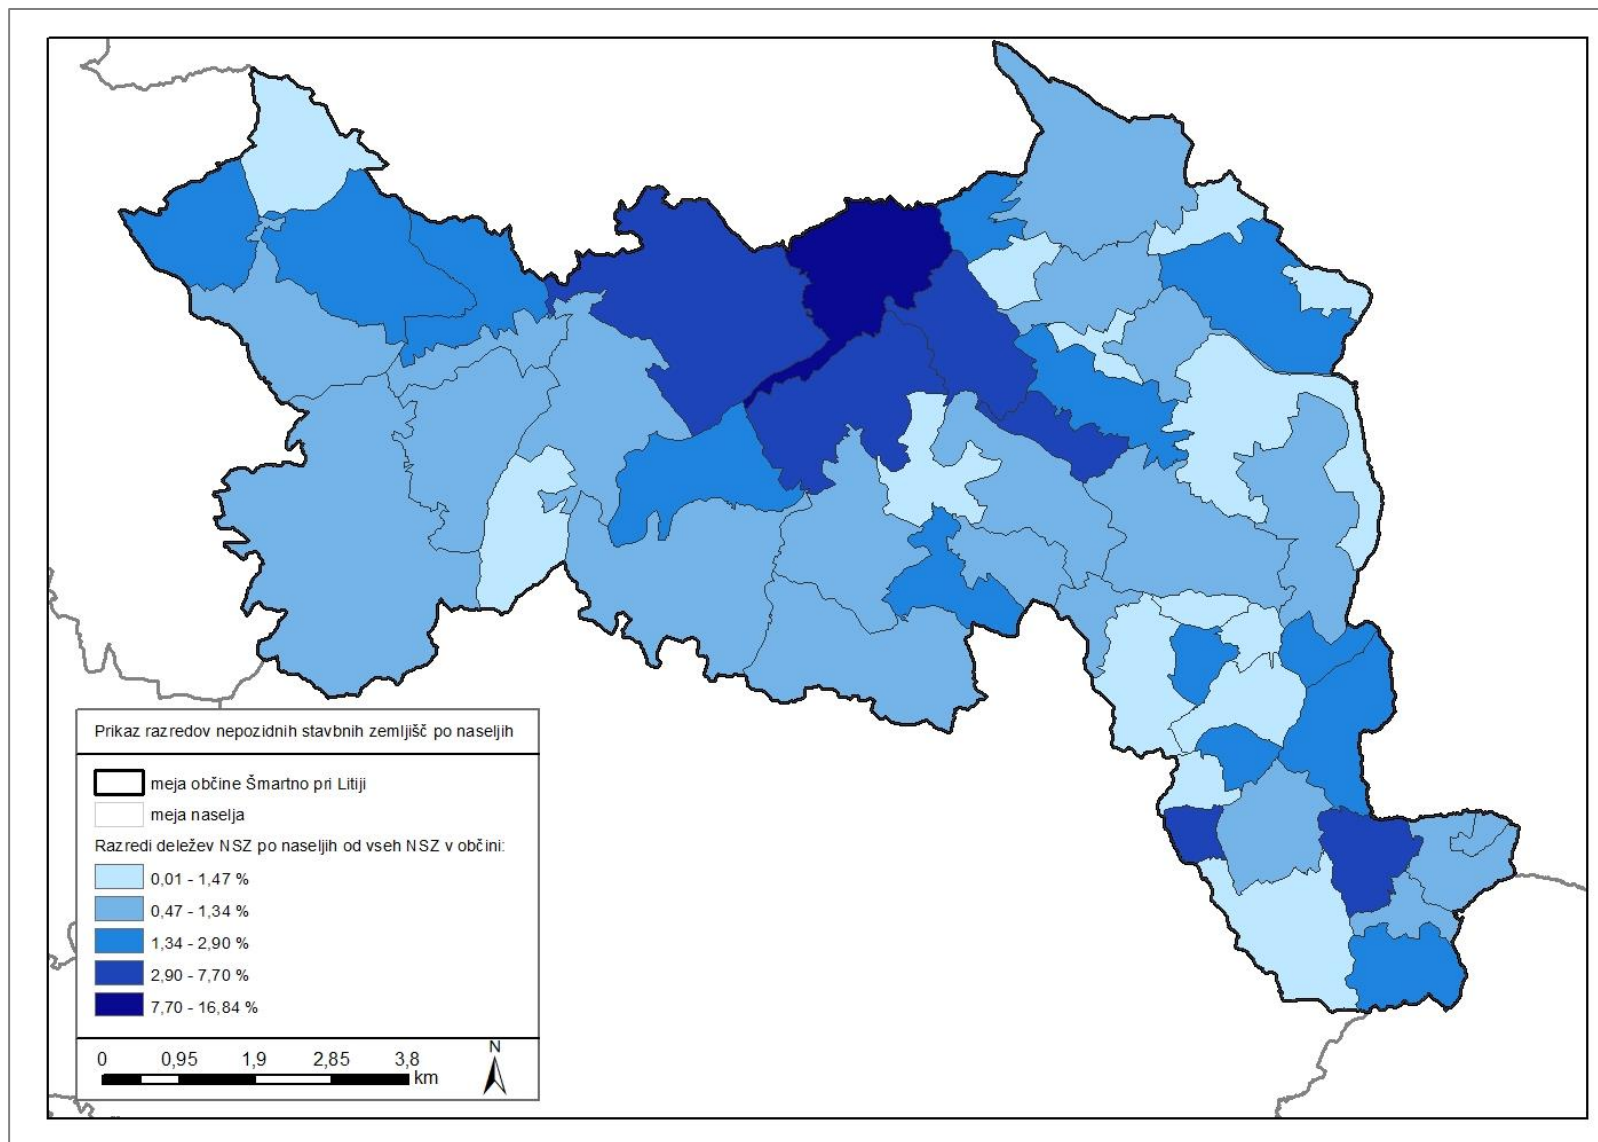 Prikaz razredov nepozidnih stavbnih zemljišč po naseljih
meja občine Šmartno pri Litiji
meja naselja
Razredi deležev NSZ po naseljih od vseh NSZ v občini:
0,01 - 1,47 %
0,47 - 1,34 %
1,34 - 2,90 %
2,90 - 7,70 %
7,70 - 16,84 %
0 0,95 1,9 2,85 3,8
km
N